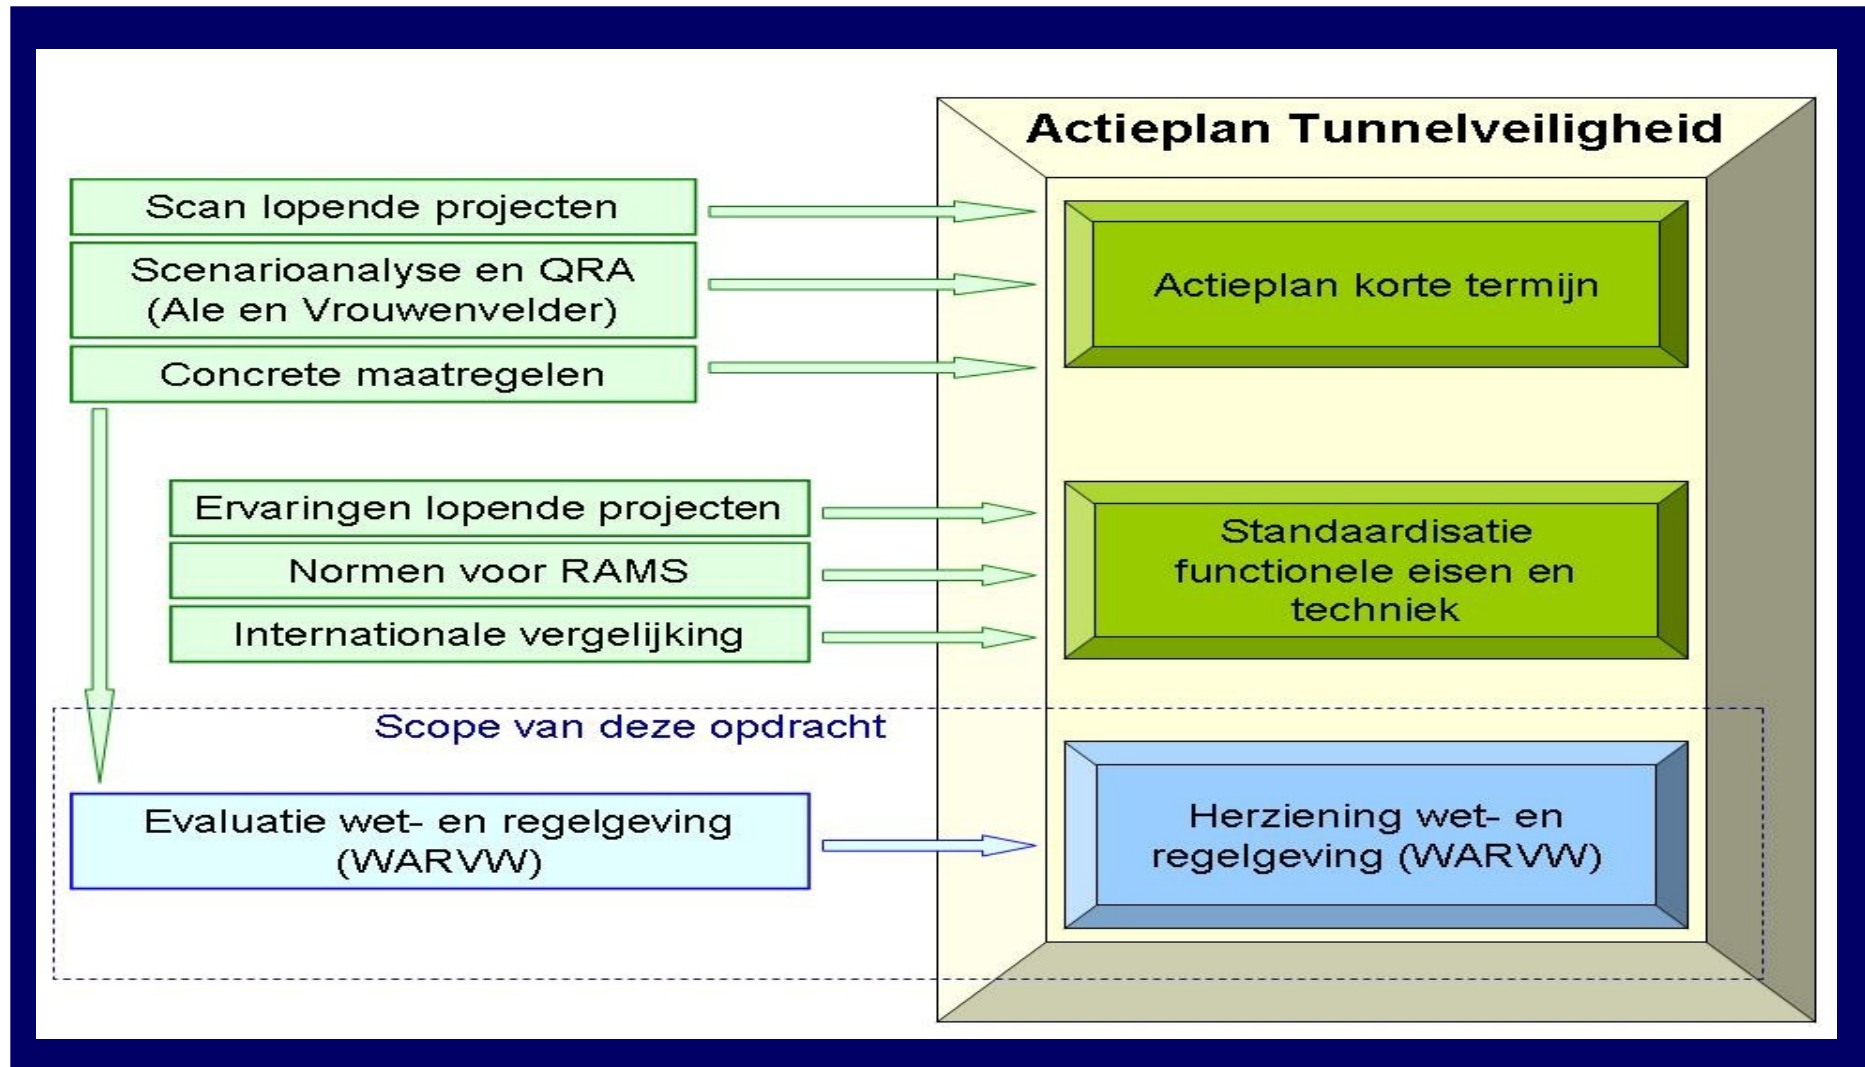 Actieplan Tunnelveiligheid
Scan lopende projecten
Scenarioanalyse en QRA
(Ale en Vrouwenvelder)
Concrete maatregelen
Actieplan korte termijn
Ervaringen lopende projecten
Normen voor RAMS
Internationale vergelijking
Standaardisatie
functionele eisen en
techniek
Scope van deze opdracht
Evaluatie wet- en regelgeving
(WARVW)
Herziening wet- en
regelgeving (WARVW)